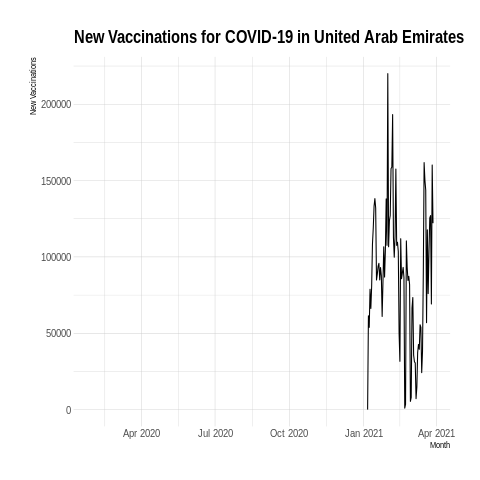 New Vaccinations for COVID-19 in United Arab Emirates
New Vaccinations
200000
150000
100000
50000
0
Apr 2020 Jul 2020 Oct 2020 Jan 2021 Apr 2021
Month